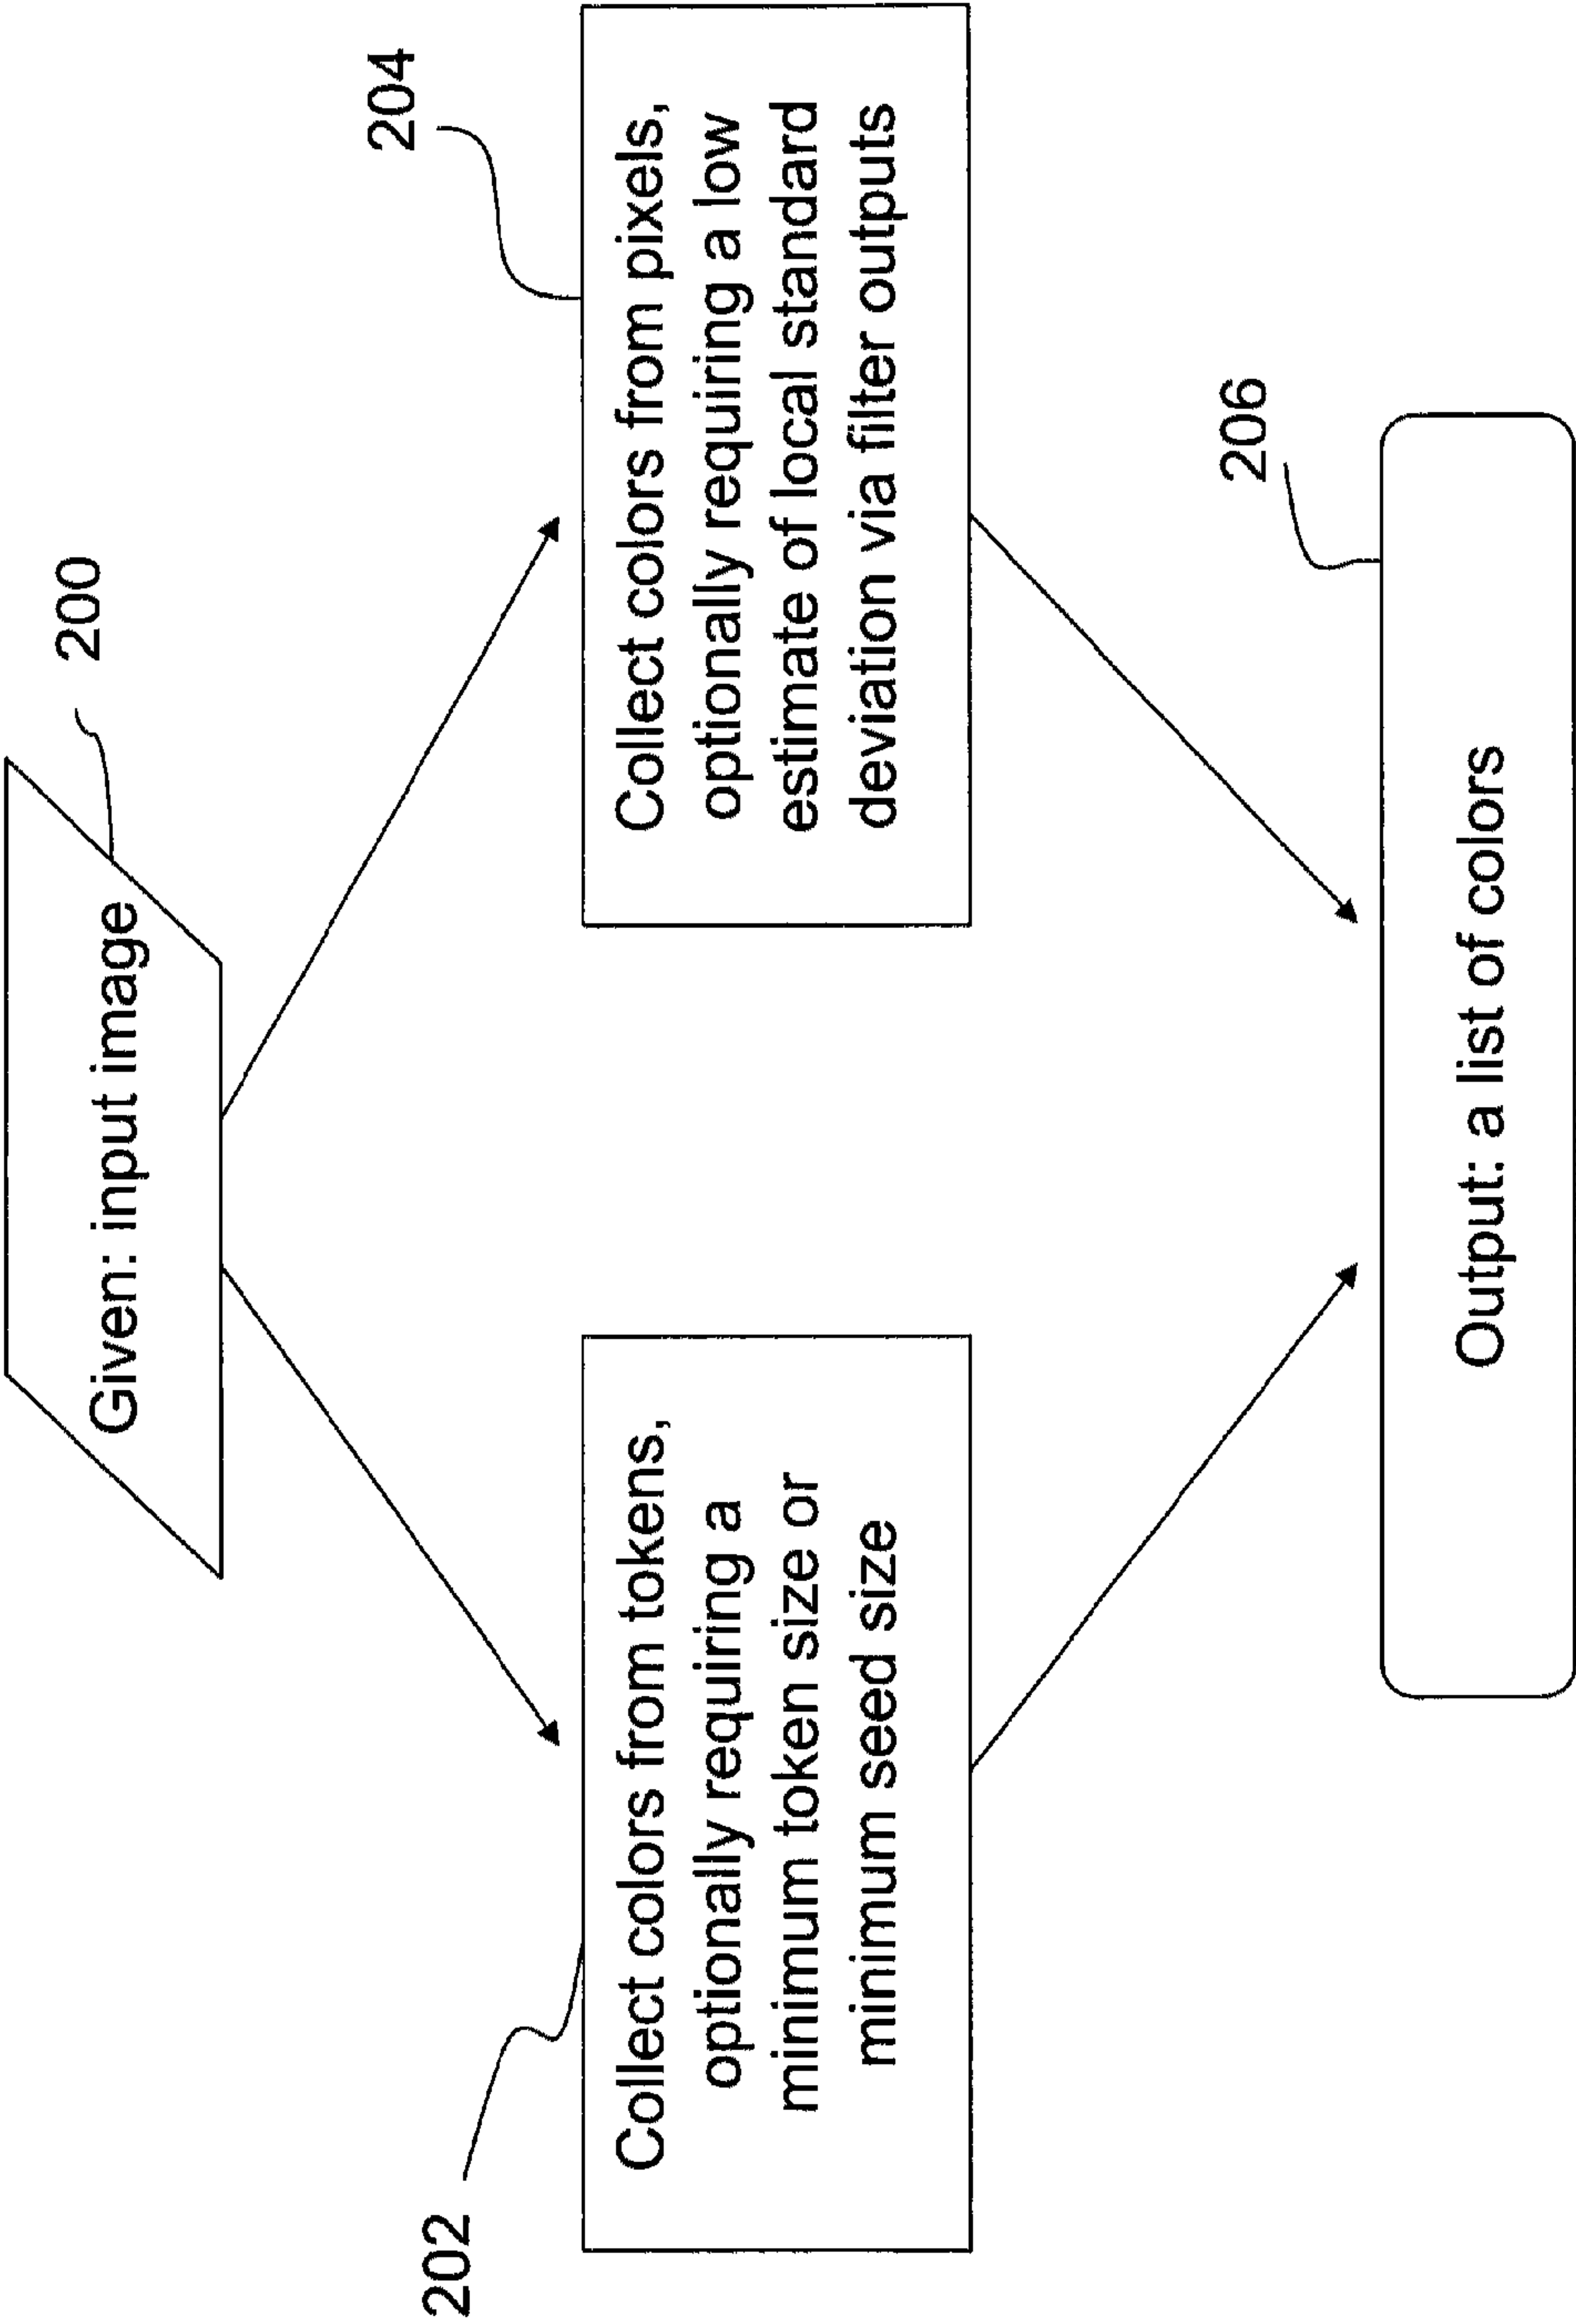 200
Given: input image
202
Collect colors from tokens,
optionally requiring a
minimum token size or
minimum seed size
204
Collect colors from pixels,
optionally requiring a low
estimate of local standard
deviation via filter outputs
206
Output: a list of colors